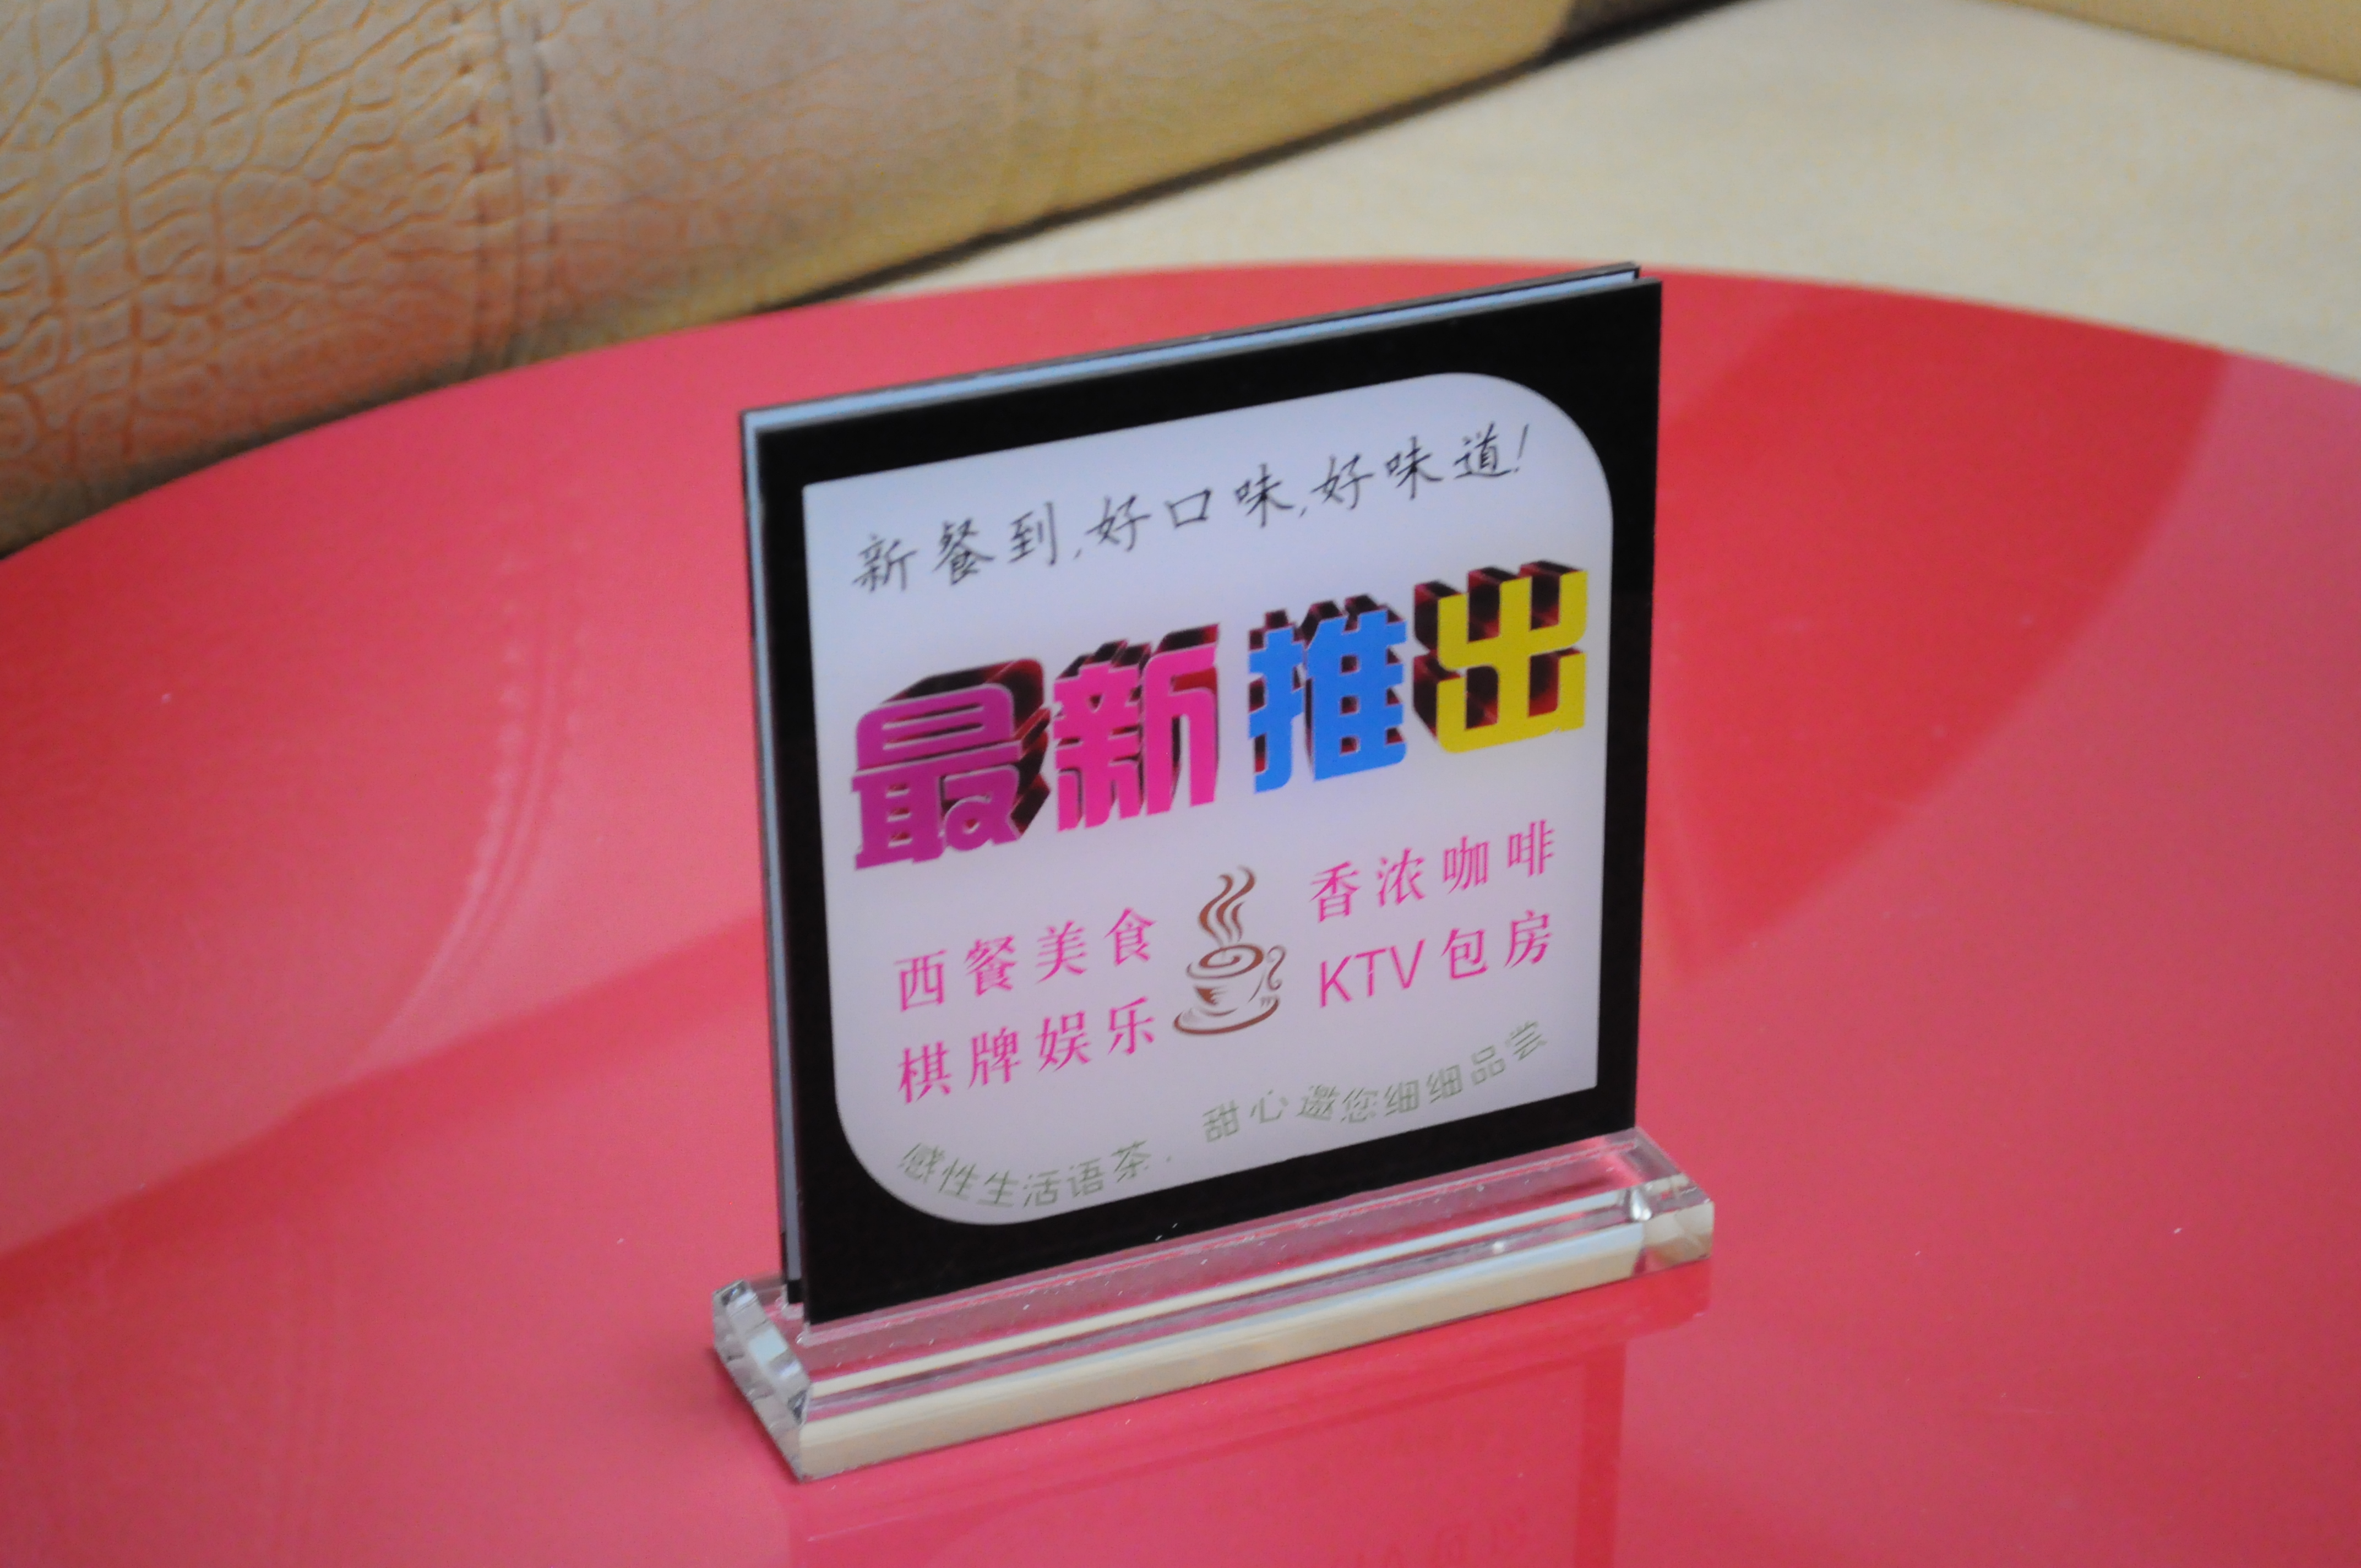 新餐到,好口味,好味道!
最新推出
西餐美食
香浓咖啡
棋牌娱乐
KTV包房
感性生活语茶.
甜心邀您细细品尝